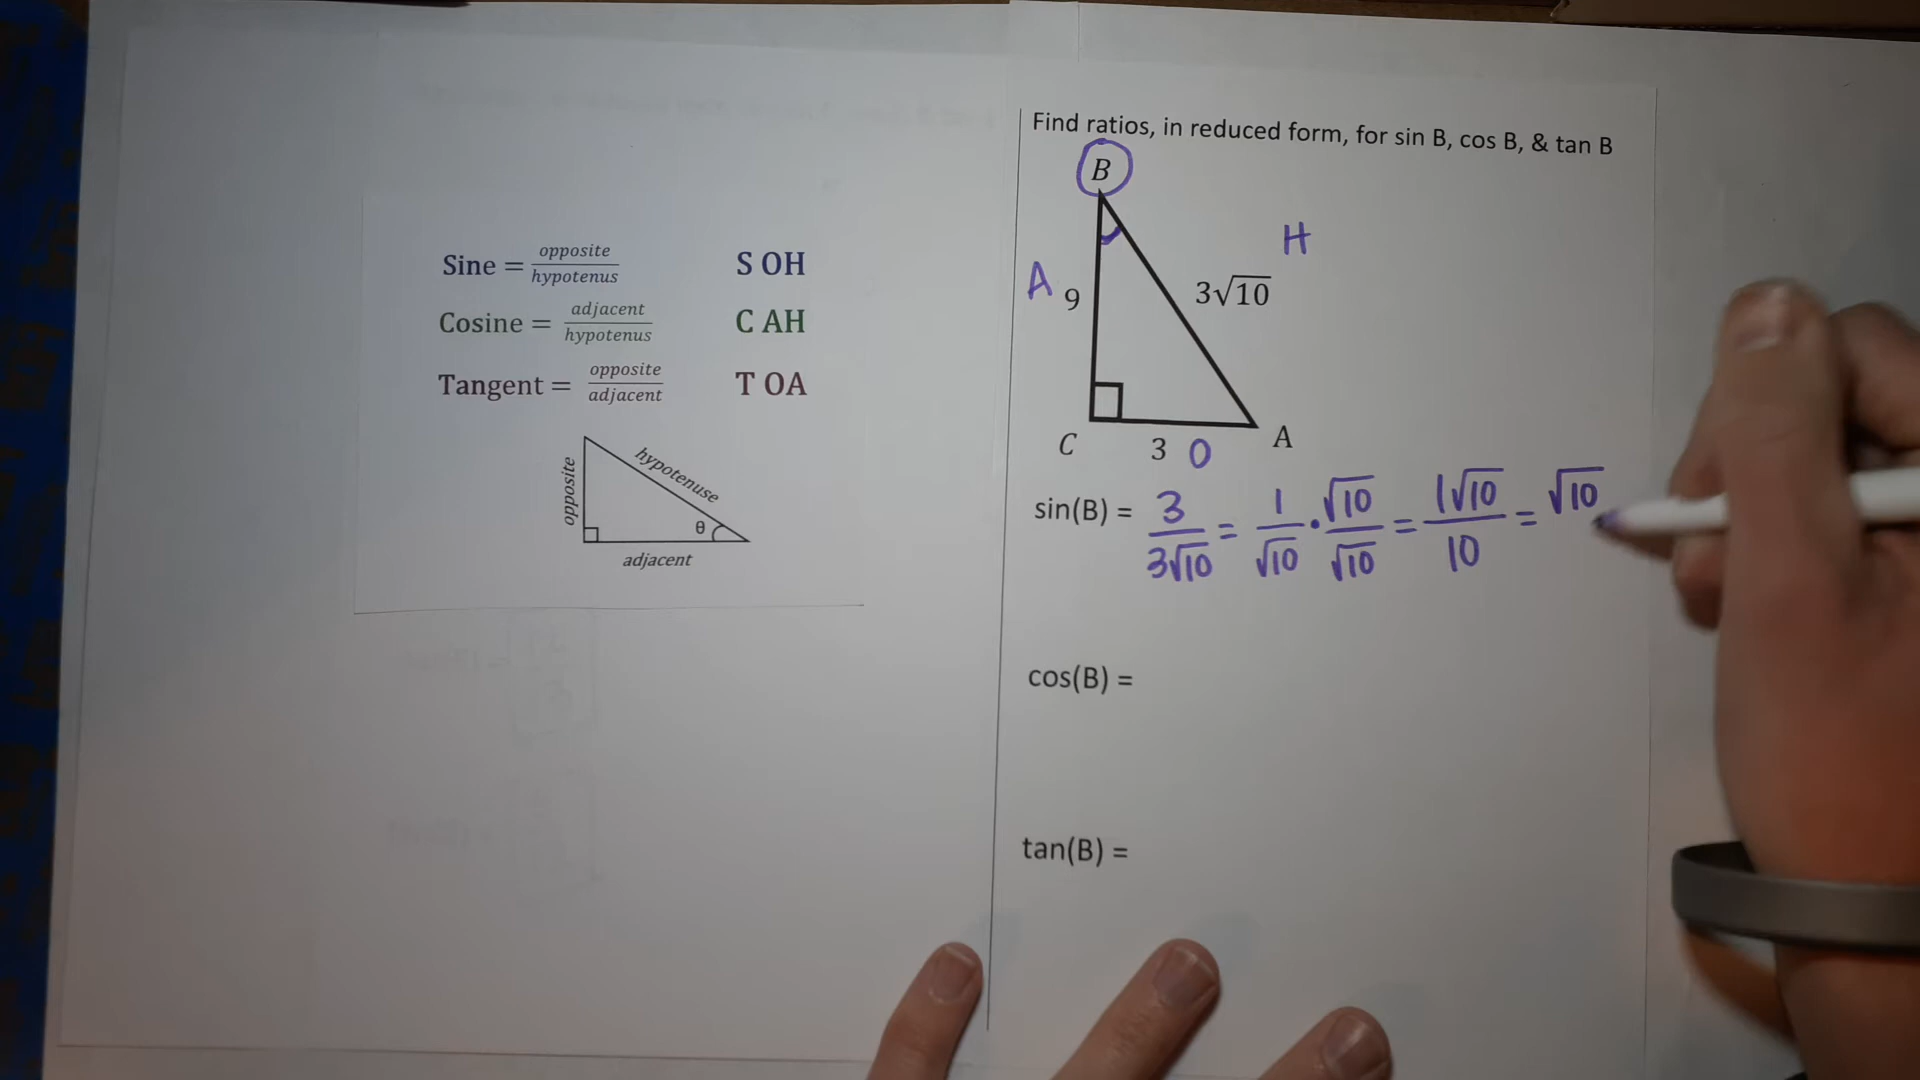 Sine = opposite/hypotenus S OH
Cosine = adjacent/hypotenus C AH
Tangent = opposite/adjacent T OA
opposite
hypotenuse
θ
adjacent
Find ratios, in reduced form, for sin B, cos B, & tan B
B
H
A 9
3√10
C
3 O
A
sin(B) = 3/3√10 = 1/√10 · √10/√10 = 1√10/10 = √10
cos(B) =
tan(B) =